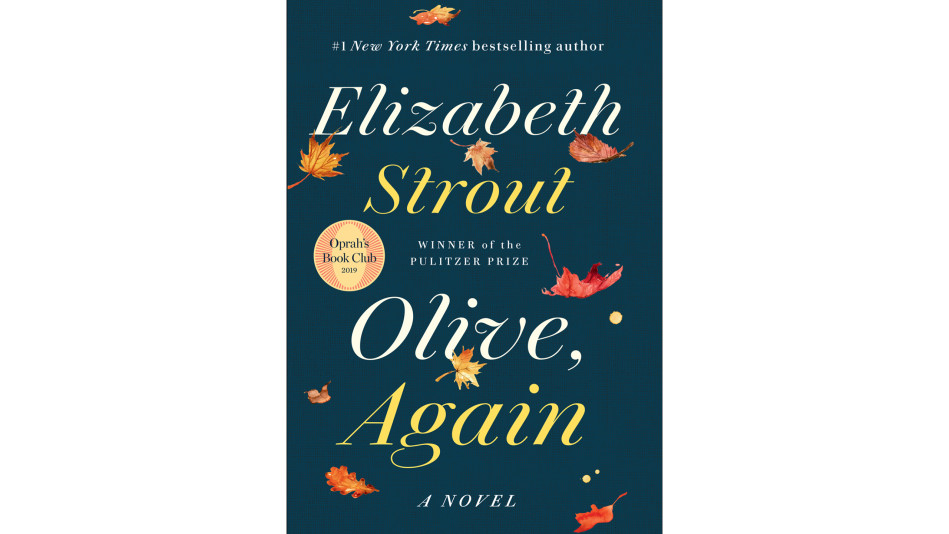 #1 New York Times bestselling author
Elizabeth
Strout
Oprah's
Book Club
2019
WINNER of the
PULITZER PRIZE
Olive,
Again
A NOVEL